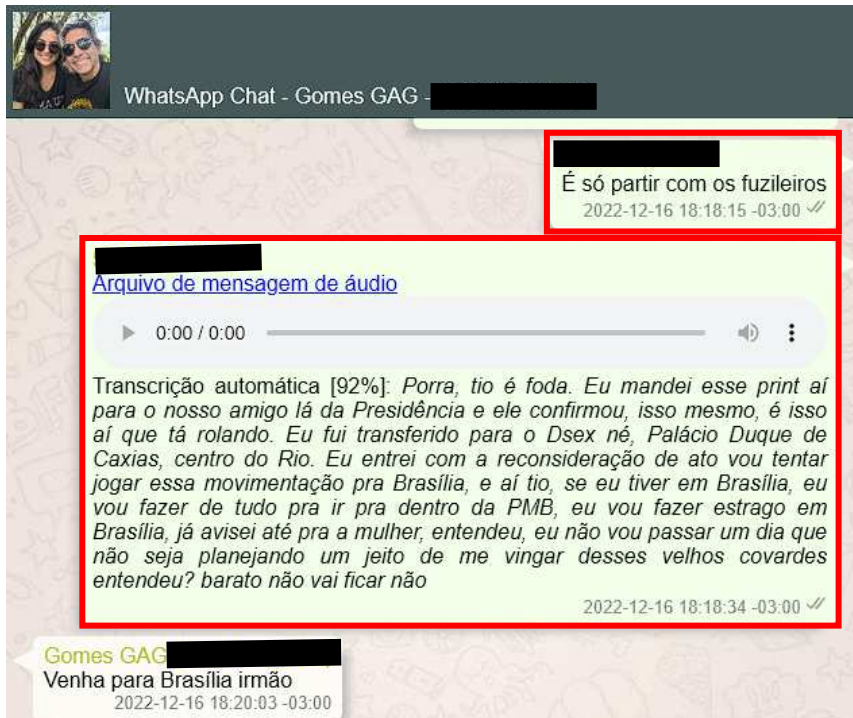 WhatsApp Chat - Gomes GAG -
É só partir com os fuzileiros
2022-12-16 18:18:15 -03:00
Arquivo de mensagem de áudio
0:00 / 0:00
Transcrição automática [92%]: Porra, tio é foda. Eu mandei esse print aí
para o nosso amigo lá da Presidência e ele confirmou, isso mesmo, é isso
aí que tá rolando. Eu fui transferido para o Dsex né, Palácio Duque de
Caxias, centro do Rio. Eu entrei com a reconsideração de ato vou tentar
jogar essa movimentação pra Brasília, e aí tio, se eu tiver em Brasília, eu
vou fazer de tudo pra ir pra dentro da PMB, eu vou fazer estrago em
Brasília, já avisei até pra a mulher, entendeu, eu não vou passar um dia que
não seja planejando um jeito de me vingar desses velhos covardes
entendeu? barato não vai ficar não
2022-12-16 18:18:34 -03:00
Gomes GAG
Venha para Brasília irmão
2022-12-16 18:20:03 -03:00